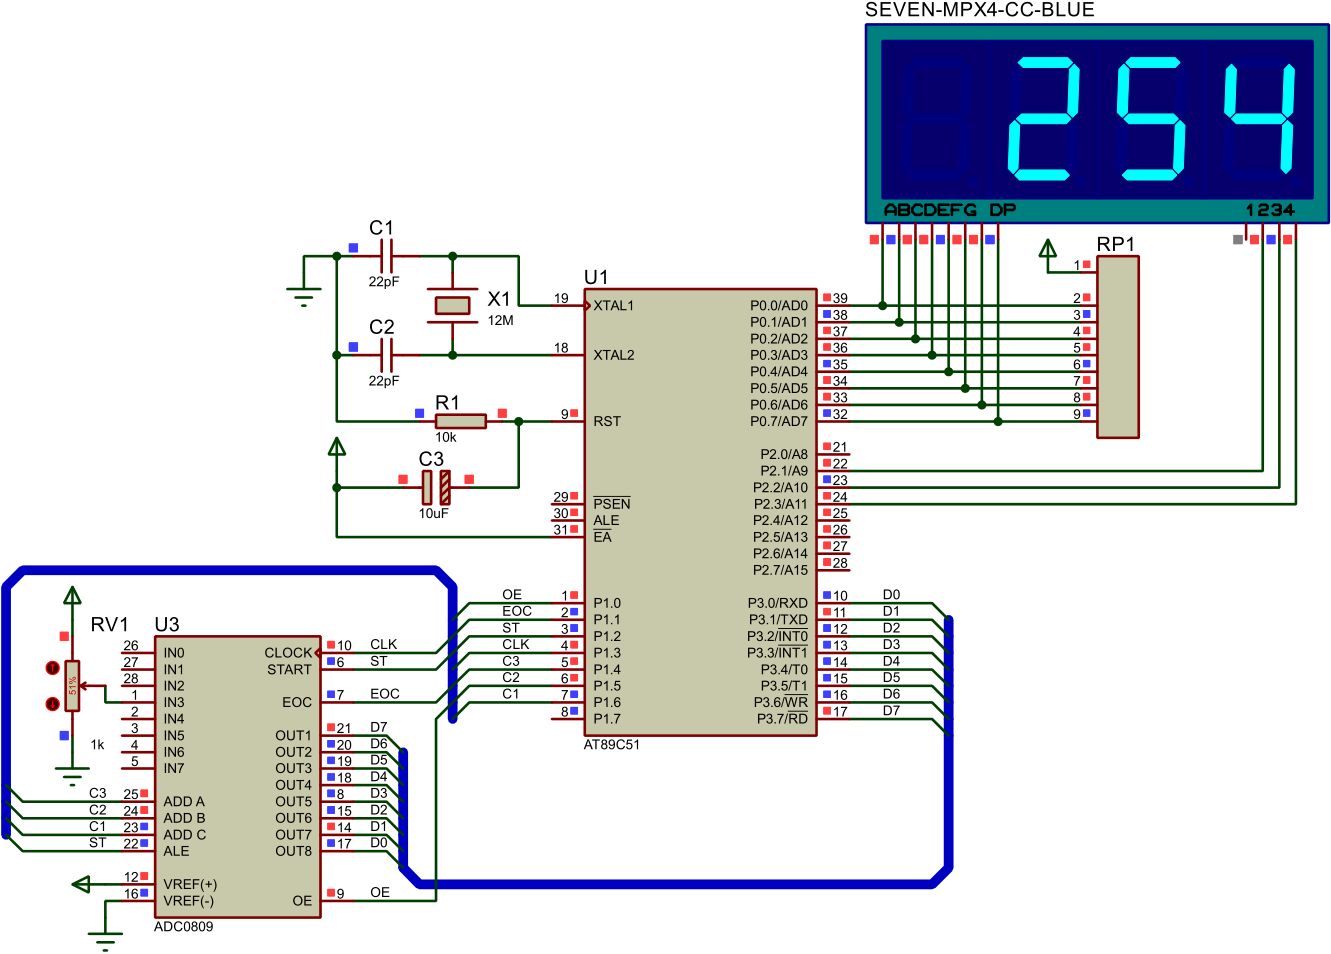 SEVEN-MPX4-CC-BLUE
254
ABCDEFG DP 1234
C1
22pF
X1
12M
C2
22pF
R1
10k
C3
10uF
U1
19 XTAL1
18 XTAL2
9 RST
29 PSEN
30 ALE
31 EA
OE 1 P1.0
EOC 2 P1.1
ST 3 P1.2
CLK 4 P1.3
C3 5 P1.4
C2 6 P1.5
C1 7 P1.6
8 P1.7
P0.0/AD0 39
P0.1/AD1 38
P0.2/AD2 37
P0.3/AD3 36
P0.4/AD4 35
P0.5/AD5 34
P0.6/AD6 33
P0.7/AD7 32
P2.0/A8 21
P2.1/A9 22
P2.2/A10 23
P2.3/A11 24
P2.4/A12 25
P2.5/A13 26
P2.6/A14 27
P2.7/A15 28
P3.0/RXD 10 D0
P3.1/TXD 11 D1
P3.2/INT0 12 D2
P3.3/INT1 13 D3
P3.4/T0 14 D4
P3.5/T1 15 D5
P3.6/WR 16 D6
P3.7/RD 17 D7
AT89C51
RP1
1
2
3
4
5
6
7
8
9
RV1
51%
1k
U3
26 IN0
27 IN1
28 IN2
1 IN3
2 IN4
3 IN5
4 IN6
5 IN7
C3 25 ADD A
C2 24 ADD B
C1 23 ADD C
ST 22 ALE
12 VREF(+)
16 VREF(-)
CLOCK 10 CLK
START 6 ST
EOC 7 EOC
OUT1 21 D7
OUT2 20 D6
OUT3 19 D5
OUT4 18 D4
OUT5 8 D3
OUT6 15 D2
OUT7 14 D1
OUT8 17 D0
OE 9 OE
ADC0809